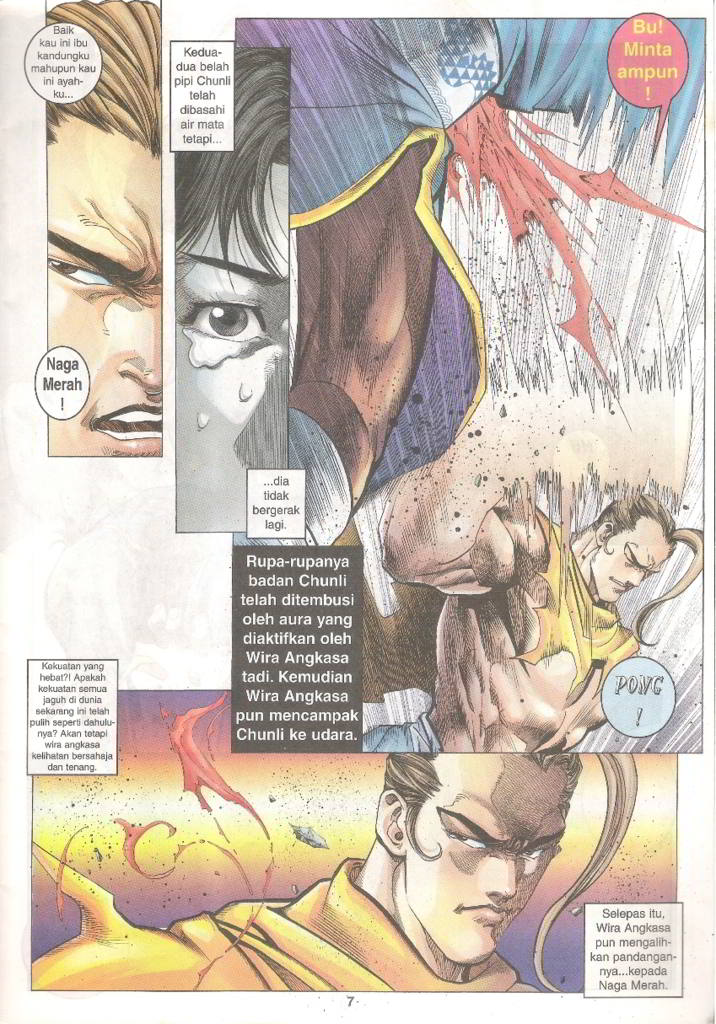 Baik
kau ini ibu
kandungku
mahupun kau
ini ayah-
ku...
Naga
Merah
!
Kedua-
dua belah
pipi Chunli
telah
dibasahi
air mata
tetapi...
...dia
tidak
bergerak
lagi.
Bu!
Minta
ampun
!
Rupa-rupanya
badan Chunli
telah ditembusi
oleh aura yang
diaktifkan oleh
Wira Angkasa
tadi. Kemudian
Wira Angkasa
pun mencampak
Chunli ke udara.
PONG
!
Kekuatan yang
hebat?! Apakah
kekuatan semua
jaguh di dunia
sekarang ini telah
pulih seperti dahulu-
nya? Akan tetapi
wira angkasa
kelihatan bersahaja
dan tenang.
Selepas itu,
Wira Angkasa
pun mengalih-
kan pandangan-
nya...kepada
Naga Merah.
7